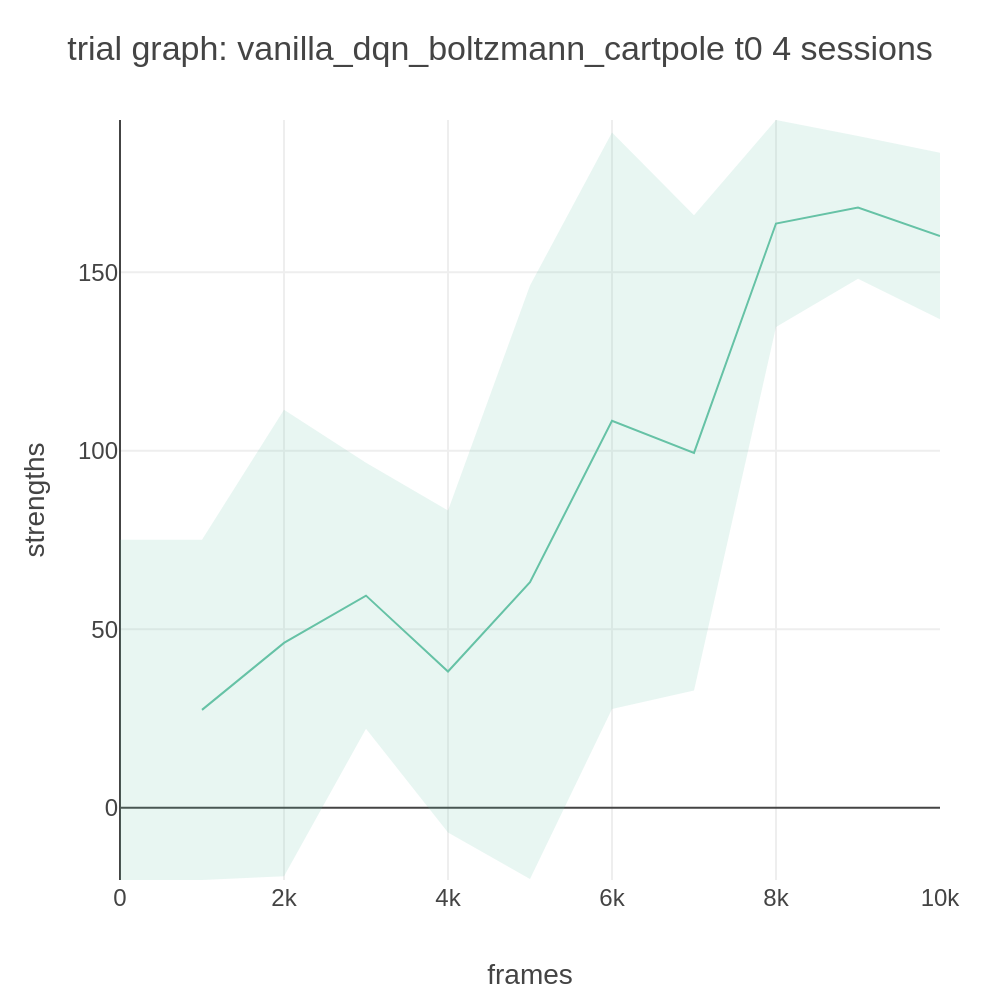 trial graph: vanilla_dqn_boltzmann_cartpole t0 4 sessions
150
100
50
0
strengths
0 2k 4k 6k 8k 10k
frames